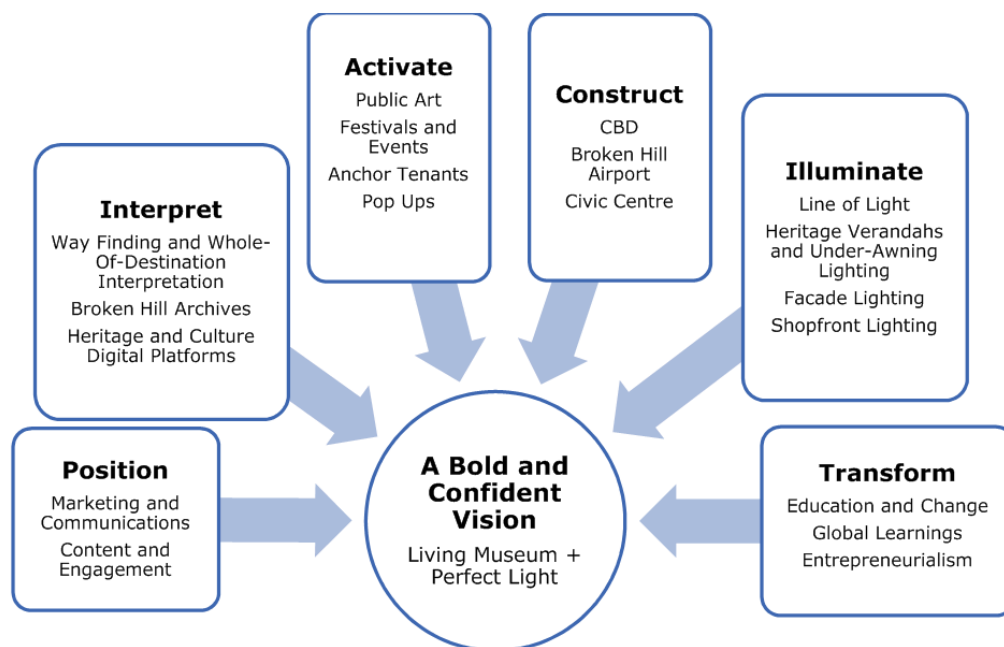 Activate
Public Art
Festivals and
Events
Anchor Tenants
Pop Ups
Construct
CBD
Broken Hill
Airport
Civic Centre
Interpret
Way Finding and Whole-
Of-Destination
Interpretation
Broken Hill Archives
Heritage and Culture
Digital Platforms
Illuminate
Line of Light
Heritage Verandahs
and Under-Awning
Lighting
Facade Lighting
Shopfront Lighting
Position
Marketing and
Communications
Content and
Engagement
A Bold and
Confident
Vision
Living Museum +
Perfect Light
Transform
Education and Change
Global Learnings
Entrepreneurialism